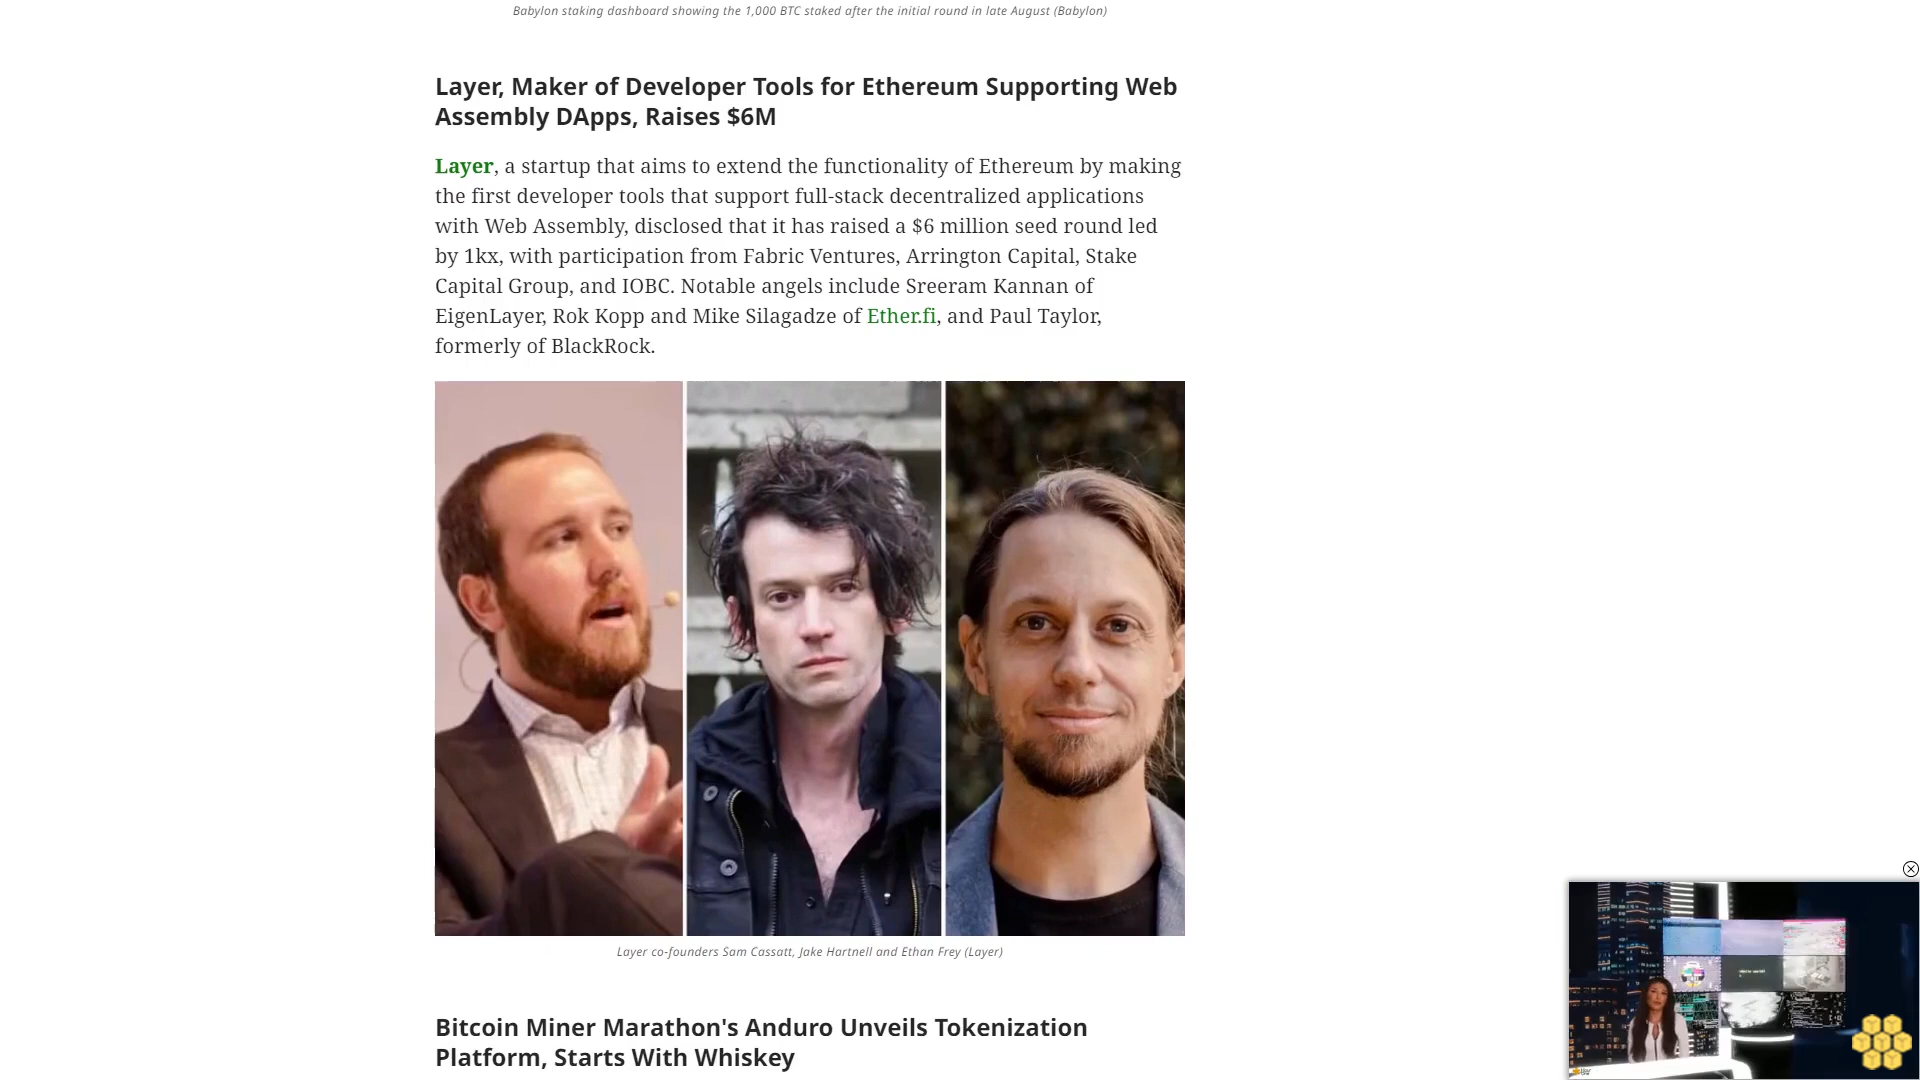 Babylon staking dashboard showing the 1,000 BTC staked after the initial round in late August (Babylon)
Layer, Maker of Developer Tools for Ethereum Supporting Web
Assembly DApps, Raises $6M
Layer, a startup that aims to extend the functionality of Ethereum by making
the first developer tools that support full-stack decentralized applications
with Web Assembly, disclosed that it has raised a $6 million seed round led
by 1kx, with participation from Fabric Ventures, Arrington Capital, Stake
Capital Group, and IOBC. Notable angels include Sreeram Kannan of
EigenLayer, Rok Kopp and Mike Silagadze of Ether.fi, and Paul Taylor,
formerly of BlackRock.
Layer co-founders Sam Cassatt, Jake Hartnell and Ethan Frey (Layer)
Bitcoin Miner Marathon's Anduro Unveils Tokenization
Platform, Starts With Whiskey